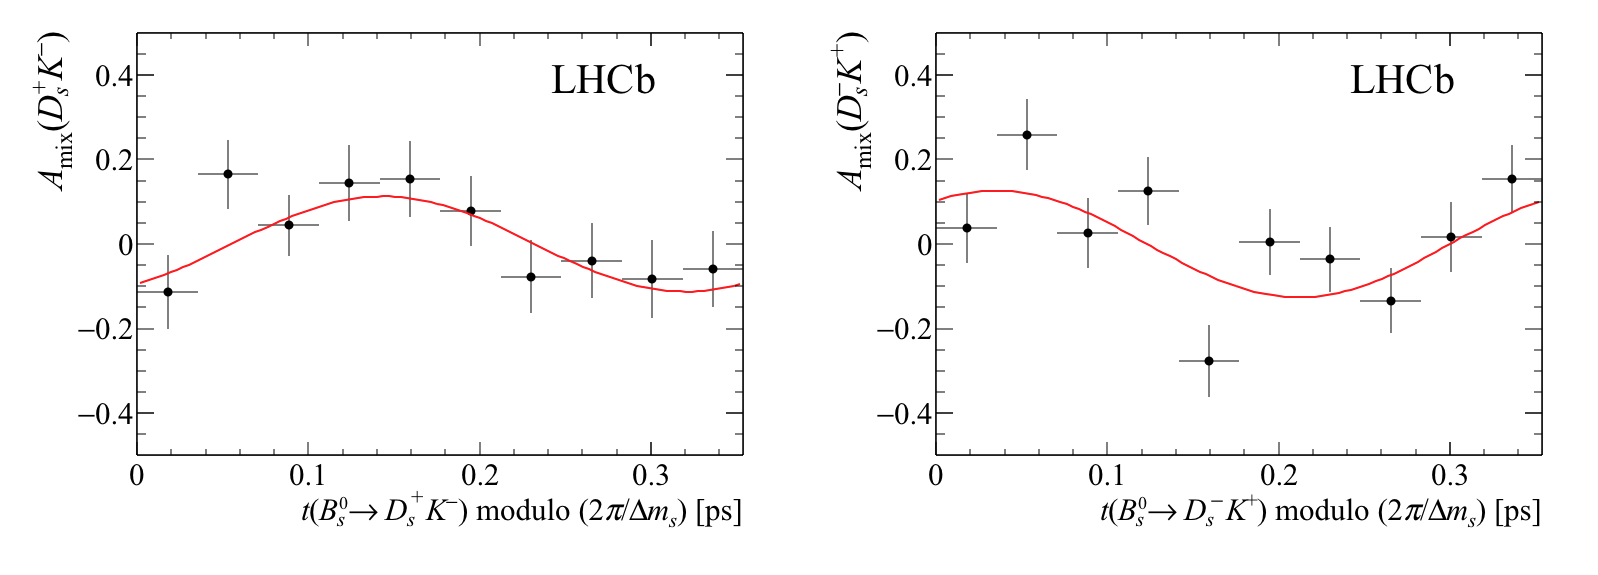 A_mix(D_s^+ K^−)
LHCb
0.4
0.2
0
−0.2
−0.4
0 0.1 0.2 0.3
t(B_s^0→ D_s^+ K^−) modulo (2π/Δm_s) [ps]
A_mix(D_s^− K^+)
LHCb
0.4
0.2
0
−0.2
−0.4
0 0.1 0.2 0.3
t(B_s^0→ D_s^− K^+) modulo (2π/Δm_s) [ps]